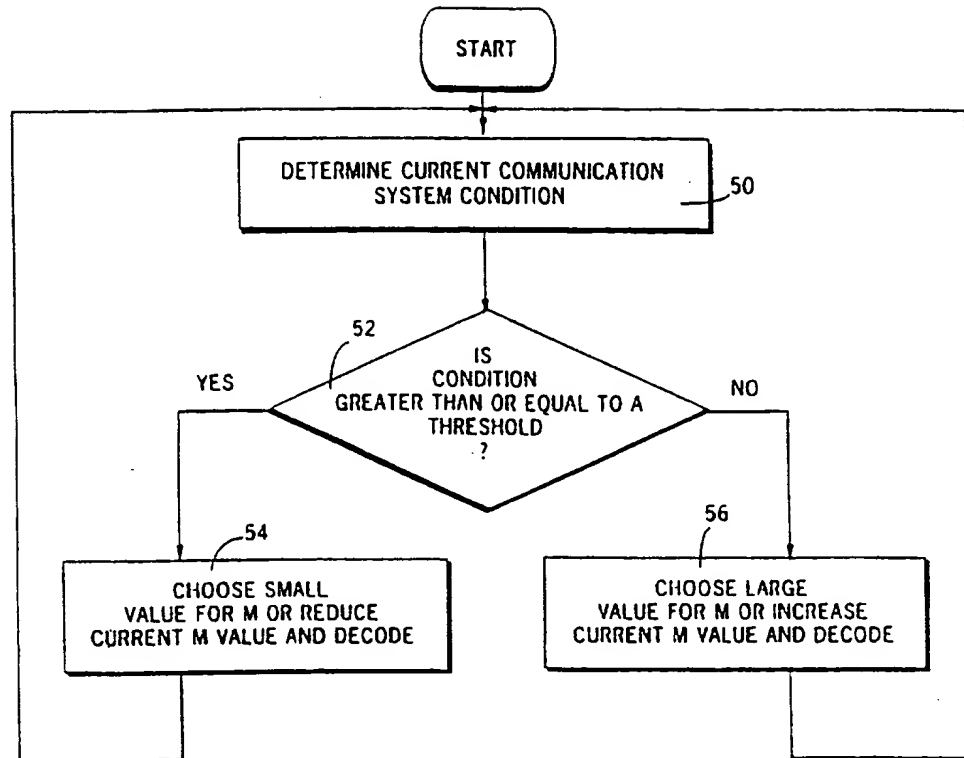 START
DETERMINE CURRENT COMMUNICATION
SYSTEM CONDITION
50
52
IS
CONDITION
GREATER THAN OR EQUAL TO A
THRESHOLD
?
YES
NO
54
CHOOSE SMALL
VALUE FOR M OR REDUCE
CURRENT M VALUE AND DECODE
56
CHOOSE LARGE
VALUE FOR M OR INCREASE
CURRENT M VALUE AND DECODE